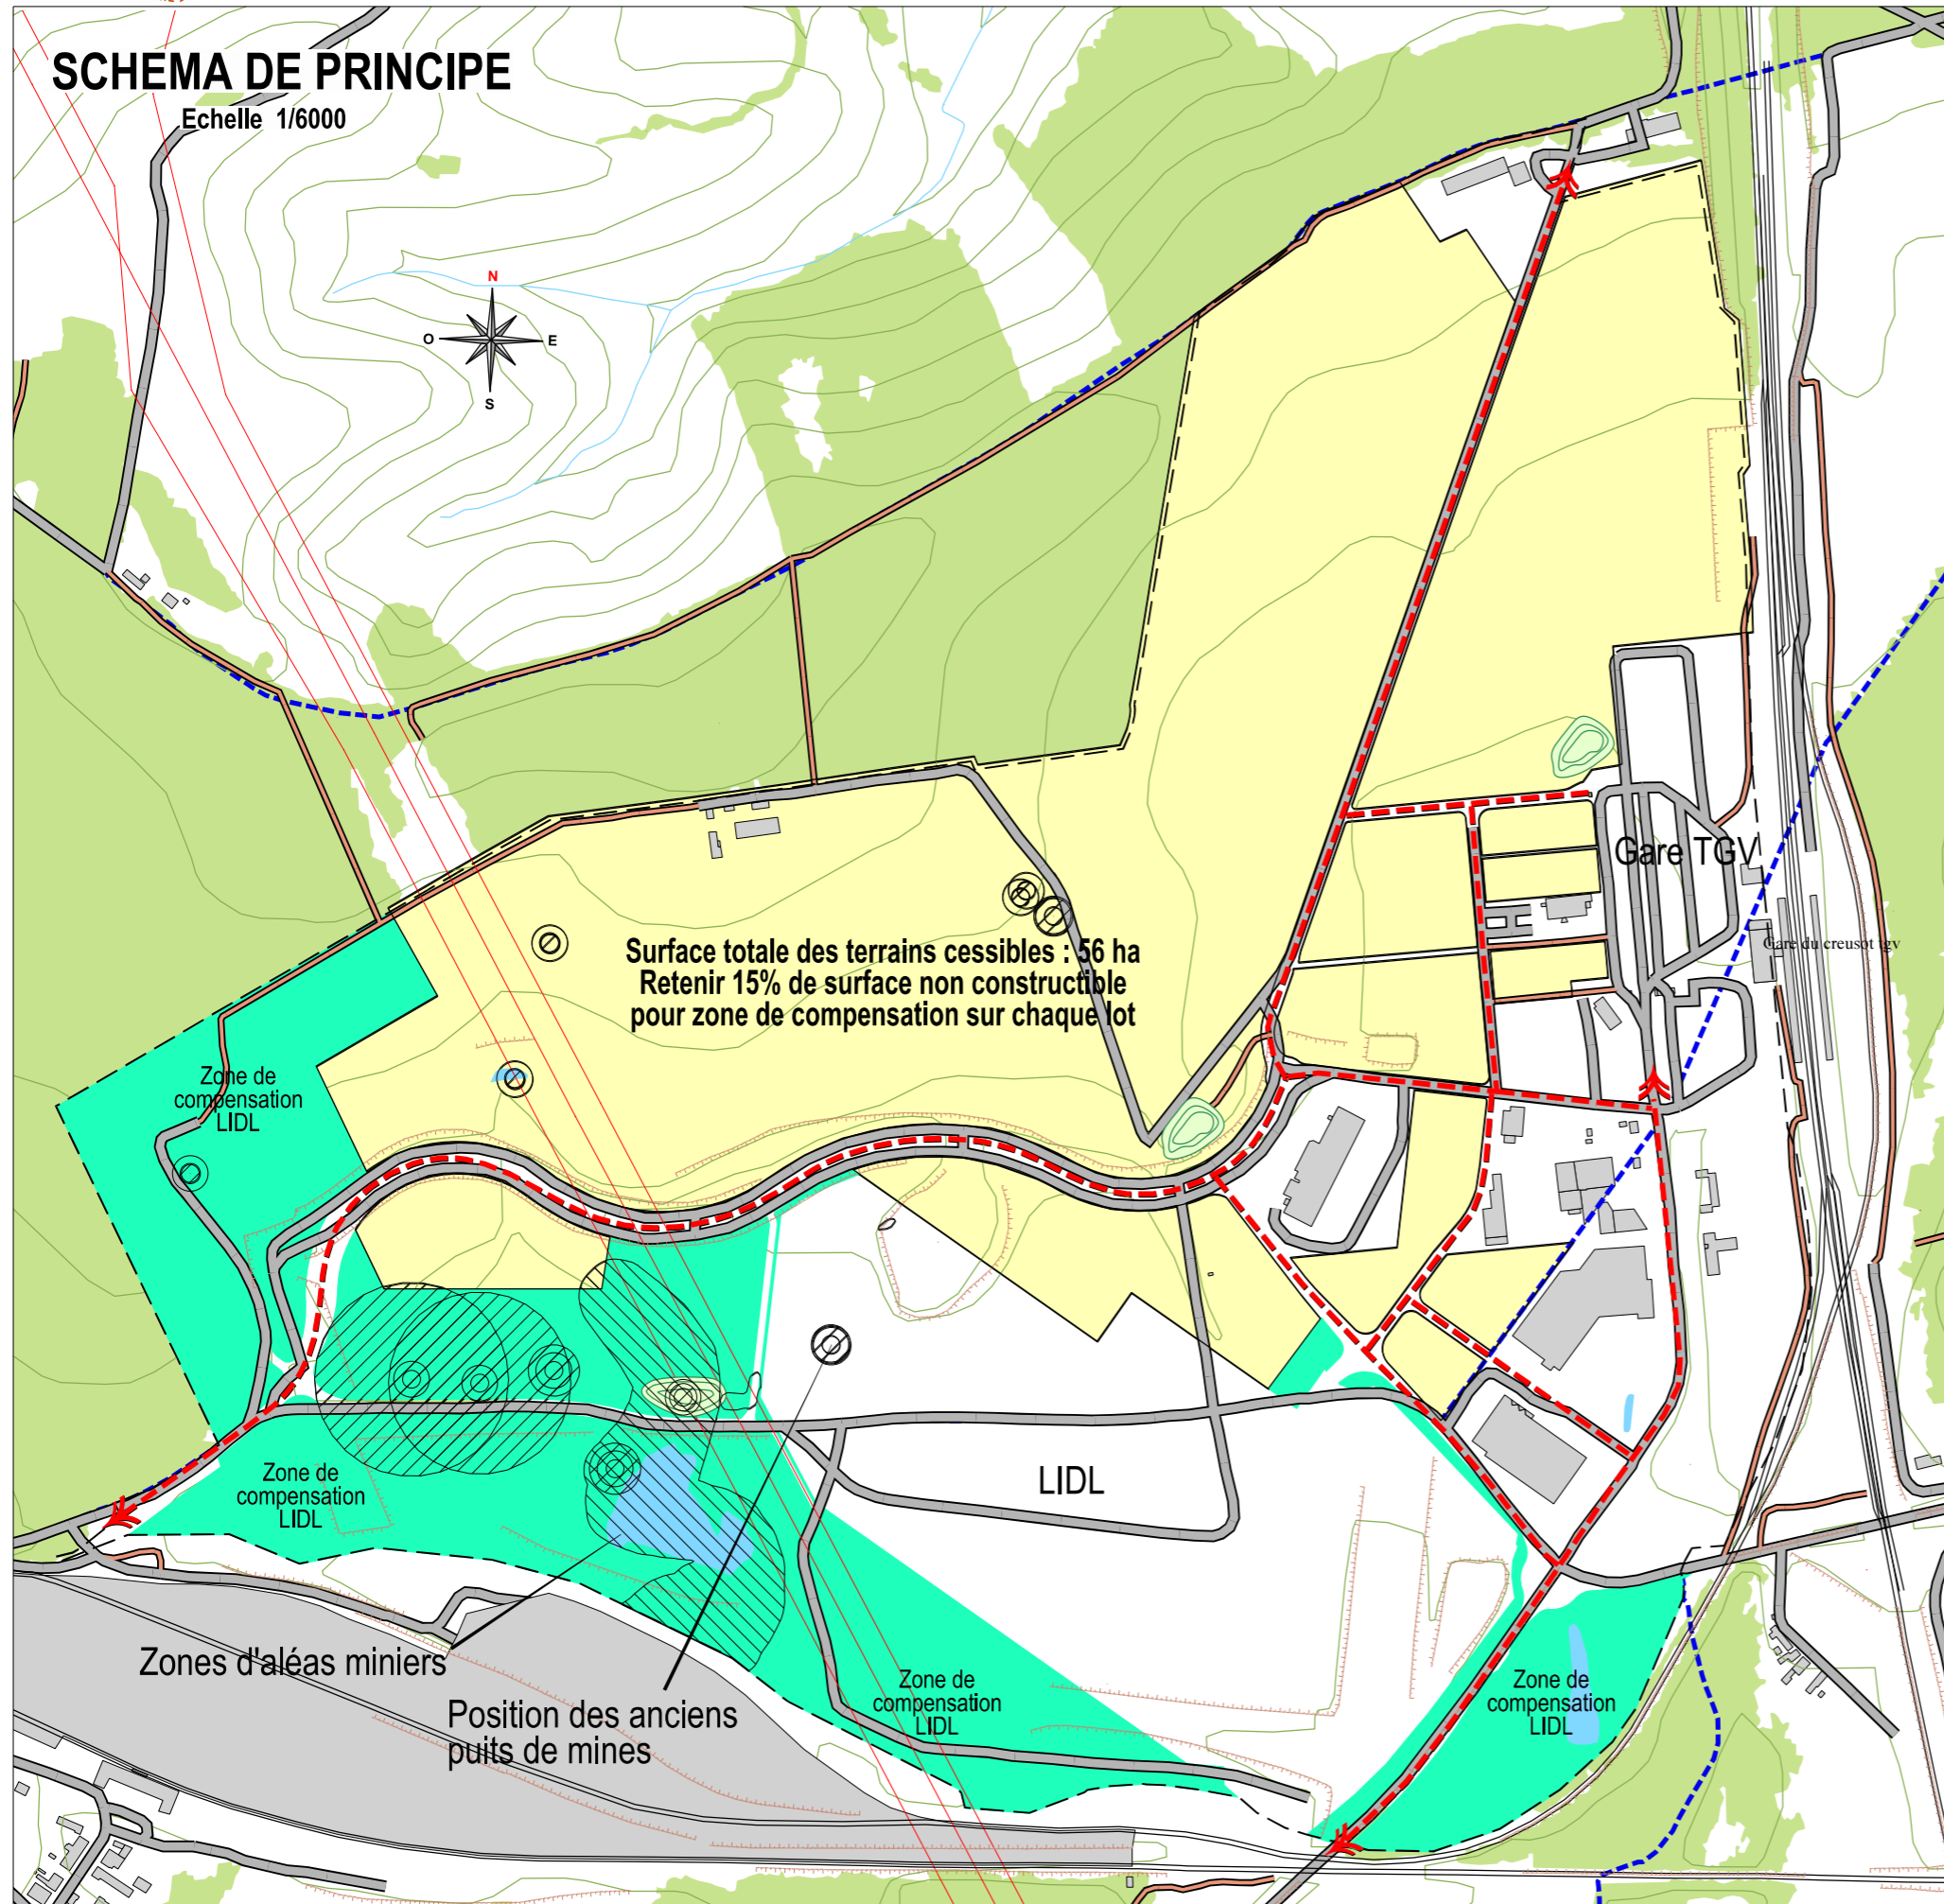 SCHEMA DE PRINCIPE
Echelle 1/6000
N
O
E
S
Gare TGV
Gare du creusot tgv
Surface totale des terrains cessibles : 56 ha
Retenir 15% de surface non constructible
pour zone de compensation sur chaque lot
Zone de
compensation
LIDL
Zone de
compensation
LIDL
LIDL
Zones d'aléas miniers
Position des anciens
puits de mines
Zone de
compensation
LIDL
Zone de
compensation
LIDL